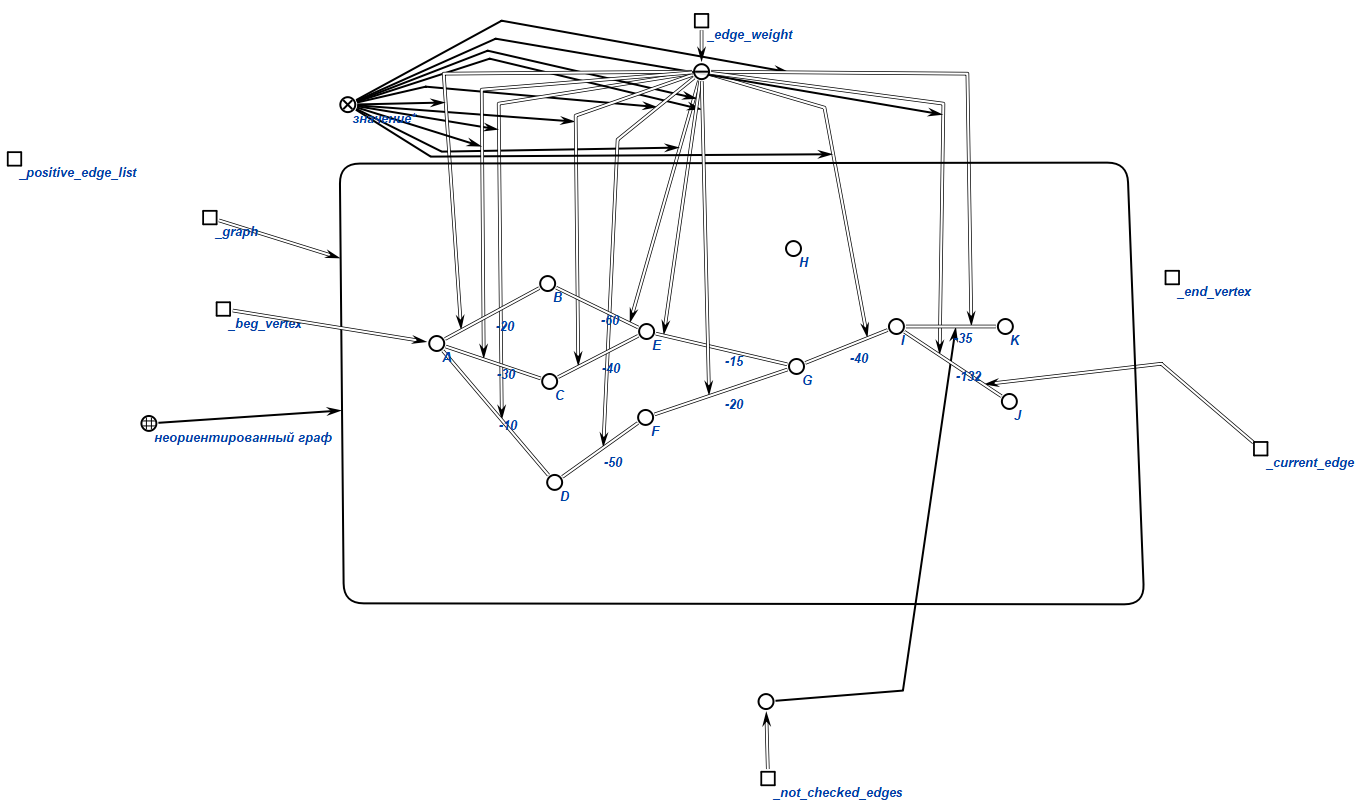 _edge_weight
значение*
_positive_edge_list
_graph
H
_end_vertex
B
_beg_vertex
-20
-60
E
A
I
35
K
-15
-40
-30
-40
C
G
-132
-20
J
-10
F
неориентированный граф
-50
_current_edge
D
_not_checked_edges